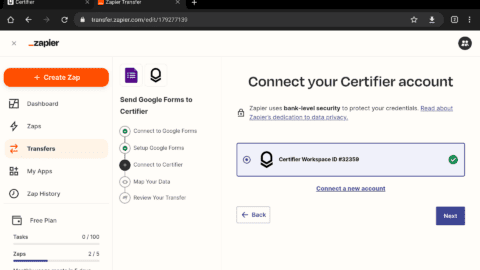 Certifier
Zapier Transfer
transfer.zapier.com/edit/179277139
zapier
+ Create Zap
Dashboard
Zaps
Transfers
My Apps
Zap History
Free Plan
Tasks
0 / 100
Zaps
2 / 5
Send Google Forms to
Certifier
Connect to Google Forms
Setup Google Forms
Connect to Certifier
Map Your Data
Review Your Transfer
Connect your Certifier account
Zapier uses bank-level security to protect your credentials. Read about
Zapier's dedication to data privacy.
Certifier Workspace ID #32359
Connect a new account
← Back
Next